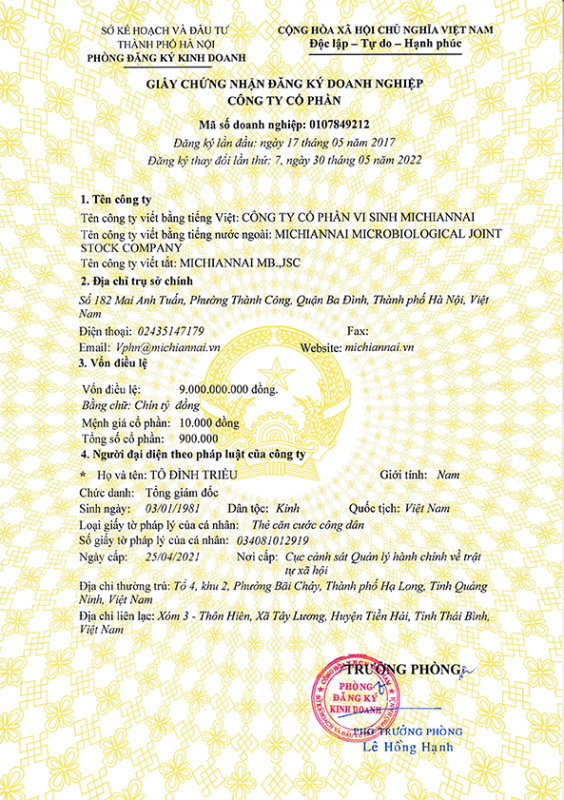 SỞ KẾ HOẠCH VÀ ĐẦU TƯ
THÀNH PHỐ HÀ NỘI
PHÒNG ĐĂNG KÝ KINH DOANH
CỘNG HÒA XÃ HỘI CHỦ NGHĨA VIỆT NAM
Độc lập – Tự do – Hạnh phúc
GIẤY CHỨNG NHẬN ĐĂNG KÝ DOANH NGHIỆP
CÔNG TY CỔ PHẦN
Mã số doanh nghiệp: 0107849212
Đăng ký lần đầu: ngày 17 tháng 05 năm 2017
Đăng ký thay đổi lần thứ: 7, ngày 30 tháng 05 năm 2022
1. Tên công ty
Tên công ty viết bằng tiếng Việt: CÔNG TY CỔ PHẦN VI SINH MICHIANNAI
Tên công ty viết bằng tiếng nước ngoài: MICHIANNAI MICROBIOLOGICAL JOINT
STOCK COMPANY
Tên công ty viết tắt: MICHIANNAI MB.,JSC
2. Địa chỉ trụ sở chính
Số 182 Mai Anh Tuấn, Phường Thành Công, Quận Ba Đình, Thành phố Hà Nội, Việt
Nam
Điện thoại: 02435147179 Fax:
Email: Vphn@michiannai.vn Website: michiannai.vn
3. Vốn điều lệ
Vốn điều lệ: 9.000.000.000 đồng.
Bằng chữ: Chín tỷ đồng
Mệnh giá cổ phần: 10.000 đồng
Tổng số cổ phần: 900.000
4. Người đại diện theo pháp luật của công ty
* Họ và tên: TÔ ĐÌNH TRIỀU Giới tính: Nam
Chức danh: Tổng giám đốc
Sinh ngày: 03/01/1981 Dân tộc: Kinh Quốc tịch: Việt Nam
Loại giấy tờ pháp lý của cá nhân: Thẻ căn cước công dân
Số giấy tờ pháp lý của cá nhân: 034081012919
Ngày cấp: 25/04/2021 Nơi cấp: Cục cảnh sát Quản lý hành chính về trật
tự xã hội
Địa chỉ thường trú: Tổ 4, khu 2, Phường Bãi Cháy, Thành phố Hạ Long, Tỉnh Quảng
Ninh, Việt Nam
Địa chỉ liên lạc: Xóm 3 - Thôn Hiên, Xã Tây Lương, Huyện Tiền Hải, Tỉnh Thái Bình,
Việt Nam
TRƯỞNG PHÒNG
PHÒNG
ĐĂNG KÝ
KINH DOANH
PHÓ TRƯỞNG PHÒNG
Lê Hồng Hạnh